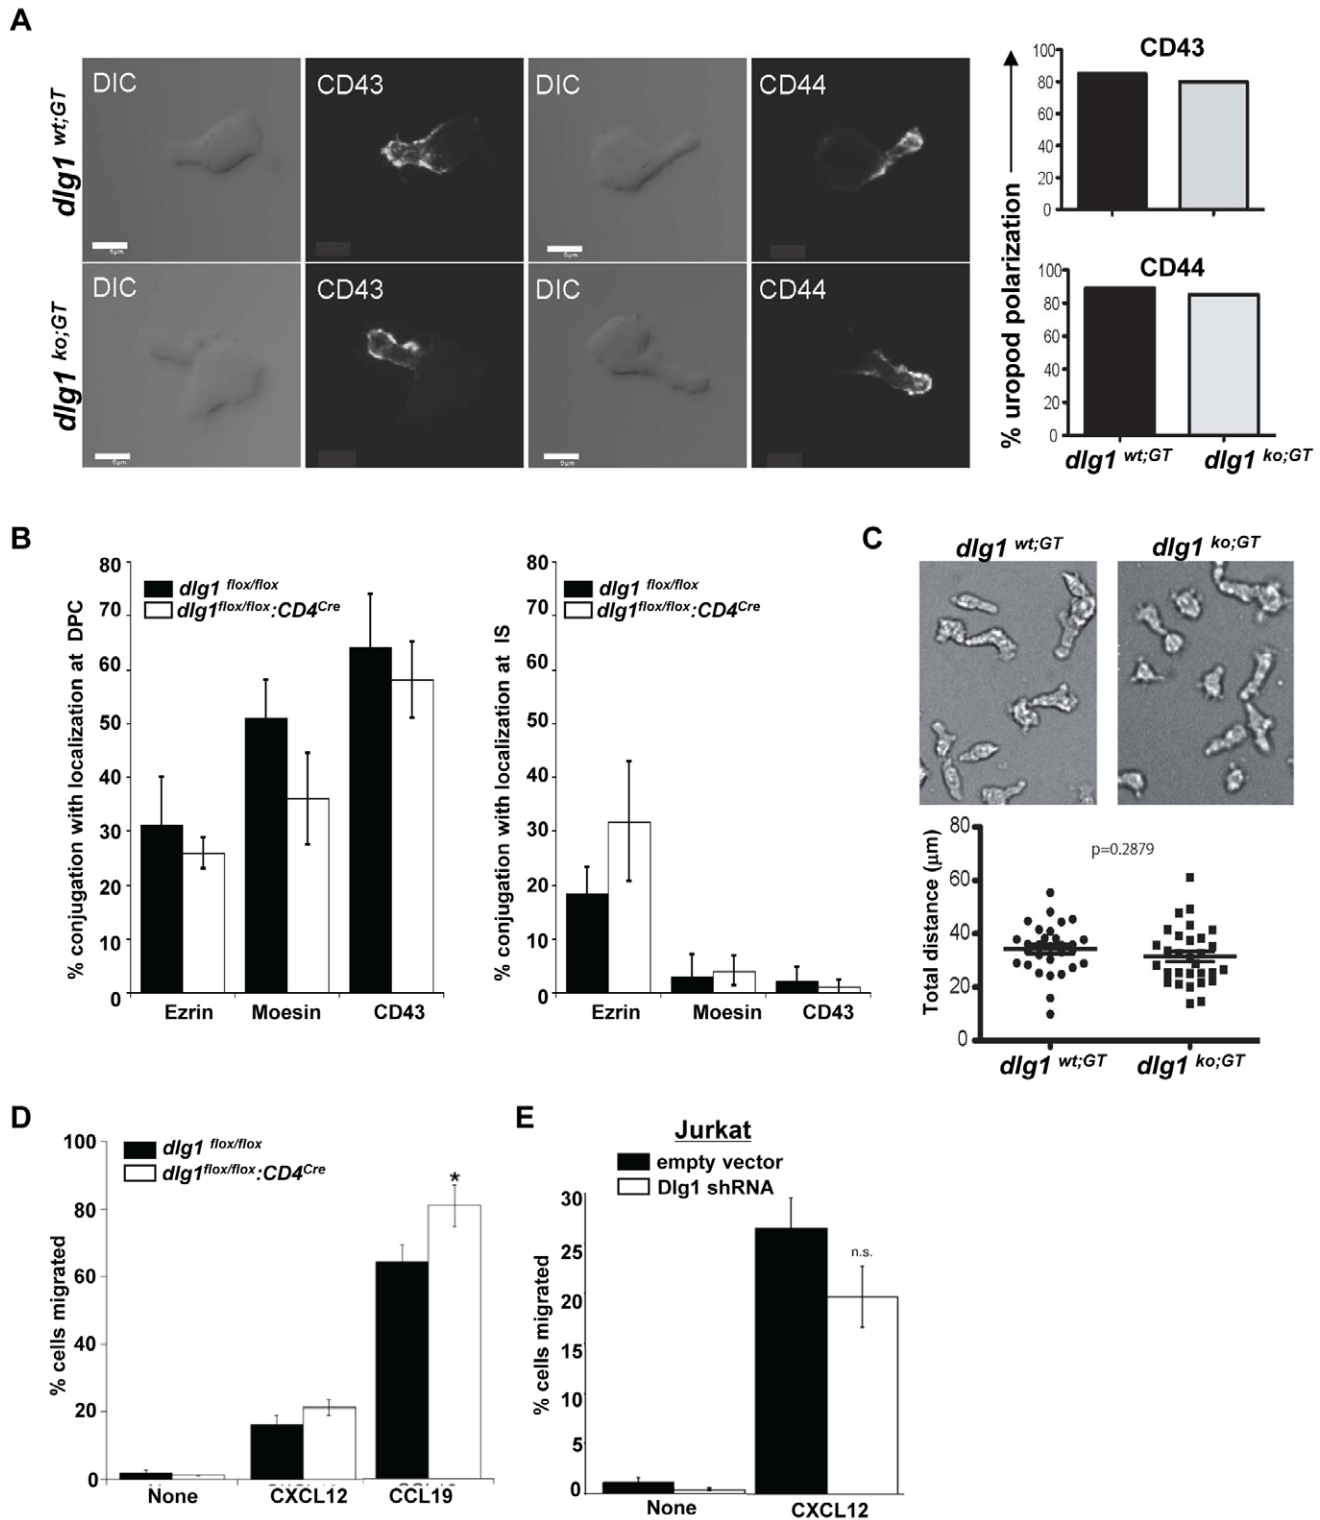 A
dlg1 wt;GT
DIC
CD43
DIC
CD44
5µm
5µm
dlg1 ko;GT
DIC
CD43
DIC
CD44
5µm
5µm
% uropod polarization
CD43
100
80
60
40
20
0
CD44
100
80
60
40
20
0
dlg1 wt;GT
dlg1 ko;GT
B
% conjugation with localization at DPC
80
70
60
50
40
30
20
10
0
dlg1 flox/flox
dlg1flox/flox:CD4Cre
Ezrin Moesin CD43
% conjugation with localization at IS
80
70
60
50
40
30
20
10
0
dlg1 flox/flox
dlg1flox/flox:CD4Cre
Ezrin Moesin CD43
C
dlg1 wt;GT
dlg1 ko;GT
Total distance (µm)
80
60
40
20
0
p=0.2879
dlg1 wt;GT
dlg1 ko;GT
D
% cells migrated
100
80
60
40
20
0
dlg1 flox/flox
dlg1flox/flox:CD4Cre
*
None CXCL12 CCL19
E
Jurkat
empty vector
Dlg1 shRNA
% cells migrated
30
25
20
15
10
5
0
n.s.
None CXCL12